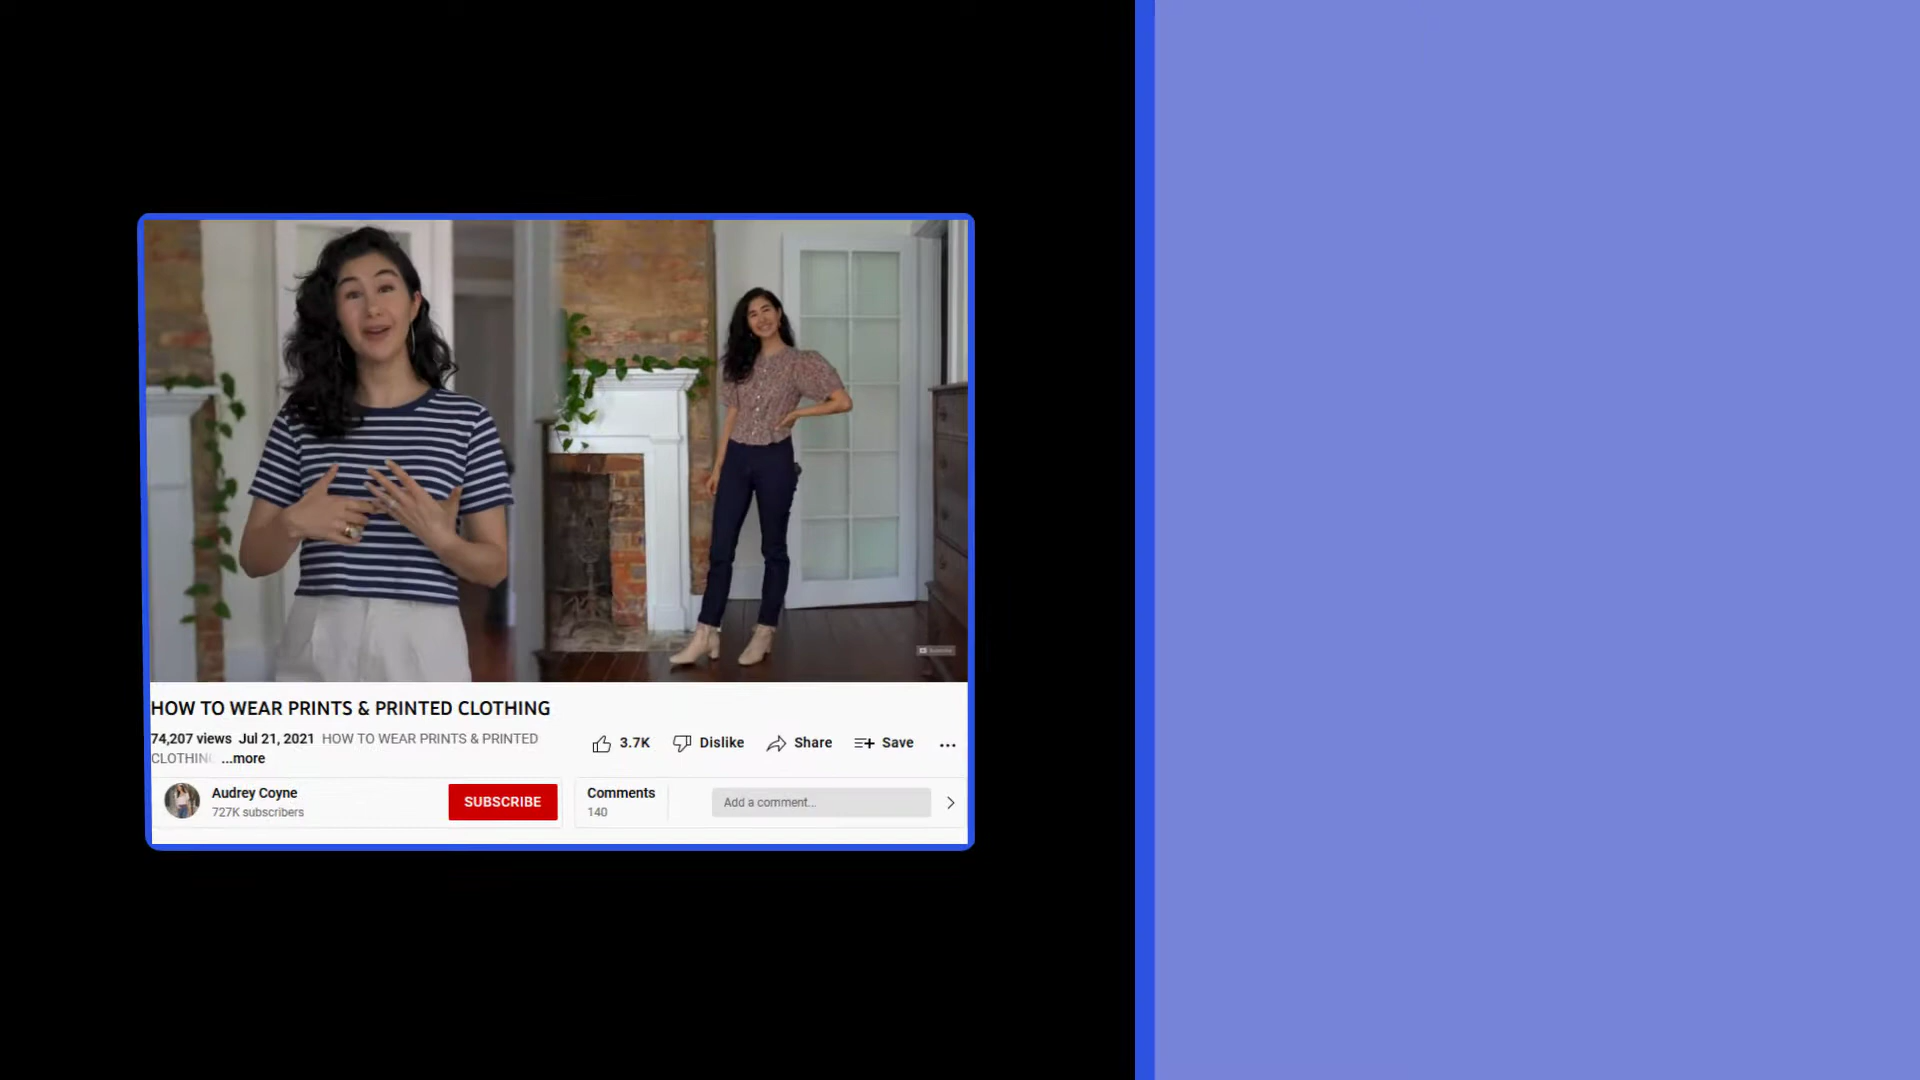 HOW TO WEAR PRINTS & PRINTED CLOTHING
74,207 views Jul 21, 2021 HOW TO WEAR PRINTS & PRINTED
CLOTHING ...more
3.7K Dislike Share Save
Audrey Coyne
727K subscribers
SUBSCRIBE
Comments
140
Add a comment...